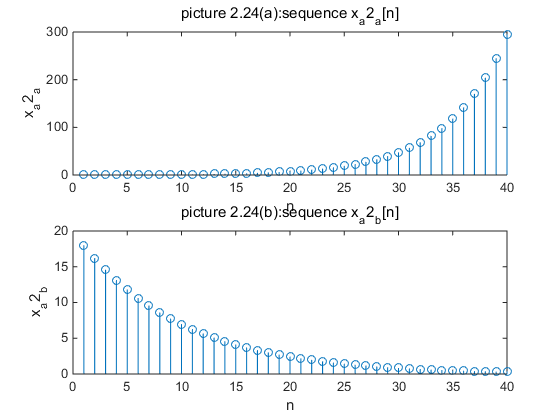 picture 2.24(a):sequence x_a2_a[n]
300
200
100
0
x_a2_a
0 5 10 15 20 25 30 35 40
n
picture 2.24(b):sequence x_a2_b[n]
20
15
10
5
0
x_a2_b
0 5 10 15 20 25 30 35 40
n